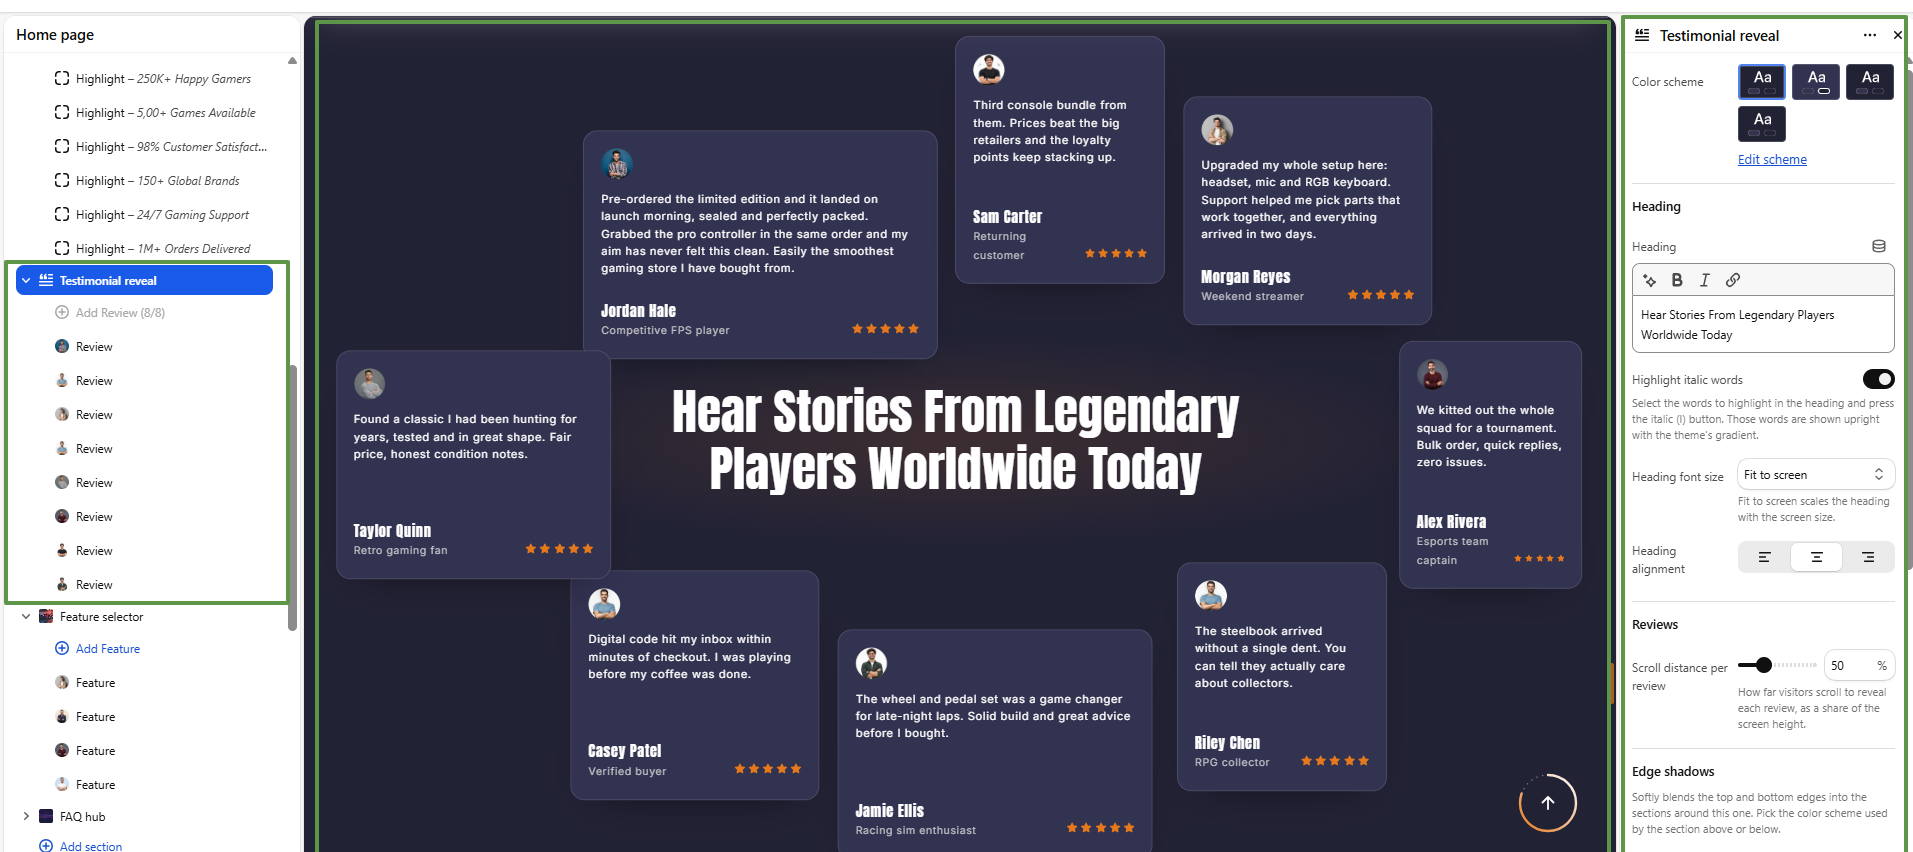 Home page
Highlight – 250K+ Happy Gamers
Highlight – 5,00+ Games Available
Highlight – 98% Customer Satisfact...
Highlight – 150+ Global Brands
Highlight – 24/7 Gaming Support
Highlight – 1M+ Orders Delivered
Testimonial reveal
Add Review (8/8)
Review
Review
Review
Review
Review
Review
Review
Review
Feature selector
Add Feature
Feature
Feature
Feature
Feature
FAQ hub
Add section
Pre-ordered the limited edition and it landed on
launch morning, sealed and perfectly packed.
Grabbed the pro controller in the same order and my
aim has never felt this clean. Easily the smoothest
gaming store I have bought from.
Jordan Hale
Competitive FPS player
Third console bundle from
them. Prices beat the big
retailers and the loyalty
points keep stacking up.
Sam Carter
Returning
customer
Upgraded my whole setup here:
headset, mic and RGB keyboard.
Support helped me pick parts that
work together, and everything
arrived in two days.
Morgan Reyes
Weekend streamer
Found a classic I had been hunting for
years, tested and in great shape. Fair
price, honest condition notes.
Taylor Quinn
Retro gaming fan
Hear Stories From Legendary
Players Worldwide Today
We kitted out the whole
squad for a tournament.
Bulk order, quick replies,
zero issues.
Alex Rivera
Esports team
captain
Digital code hit my inbox within
minutes of checkout. I was playing
before my coffee was done.
Casey Patel
Verified buyer
The wheel and pedal set was a game changer
for late-night laps. Solid build and great advice
before I bought.
Jamie Ellis
Racing sim enthusiast
The steelbook arrived
without a single dent. You
can tell they actually care
about collectors.
Riley Chen
RPG collector
Testimonial reveal
Color scheme
Aa
Aa
Aa
Aa
Edit scheme
Heading
Heading
B I
Hear Stories From Legendary Players
Worldwide Today
Highlight italic words
Select the words to highlight in the heading and press
the italic (I) button. Those words are shown upright
with the theme's gradient.
Heading font size
Fit to screen
Fit to screen scales the heading
with the screen size.
Heading
alignment
Reviews
Scroll distance per
review
50 %
How far visitors scroll to reveal
each review, as a share of the
screen height.
Edge shadows
Softly blends the top and bottom edges into the
sections around this one. Pick the color scheme used
by the section above or below.